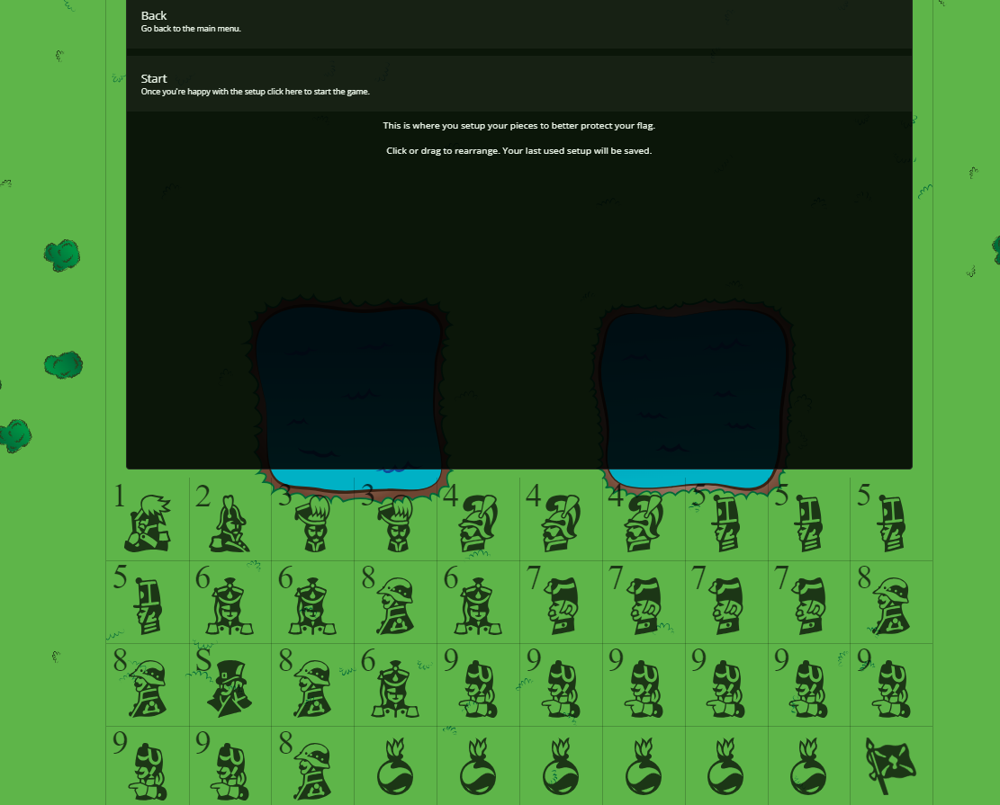 Back
Go back to the main menu.
Start
Once you're happy with the setup click here to start the game.
This is where you setup your pieces to better protect your flag.
Click or drag to rearrange. Your last used setup will be saved.
1 2 3 3 4 4 4 5 5 5
5 6 6 8 6 7 7 7 7 8
8 S 8 6 9 9 9 9 9 9
9 9 8